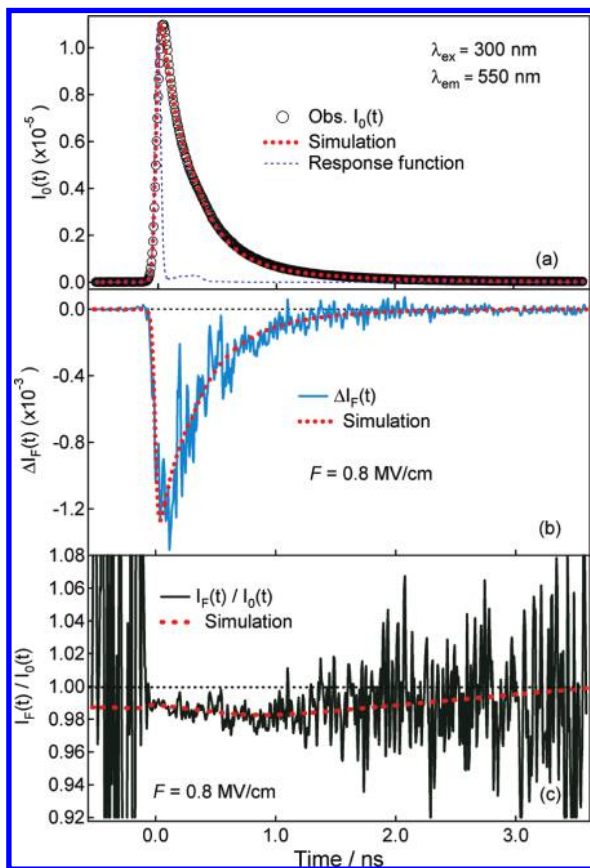 λex = 300 nm
λem = 550 nm
Obs. I0(t)
Simulation
Response function
I0(t) (x10-5)
1.0
0.8
0.6
0.4
0.2
0.0
(a)
0.0
-0.4
-0.8
-1.2
ΔIF(t) (x10-3)
ΔIF(t)
Simulation
F = 0.8 MV/cm
(b)
1.08
1.06
1.04
1.02
1.00
0.98
0.96
0.94
0.92
IF(t) / I0(t)
IF(t) / I0(t)
Simulation
F = 0.8 MV/cm
(c)
0.0 1.0 2.0 3.0
Time / ns